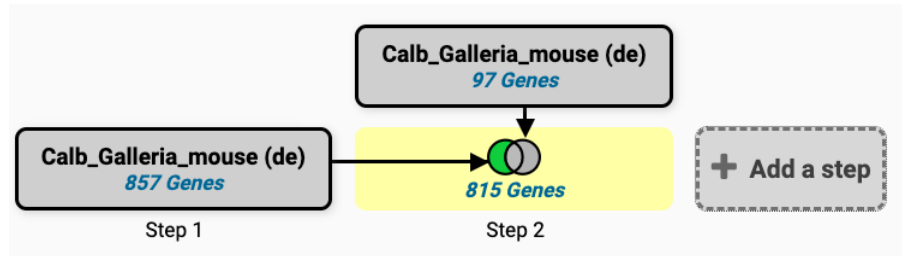 Calb_Galleria_mouse (de)
97 Genes
Calb_Galleria_mouse (de)
857 Genes
815 Genes
+ Add a step
Step 1
Step 2